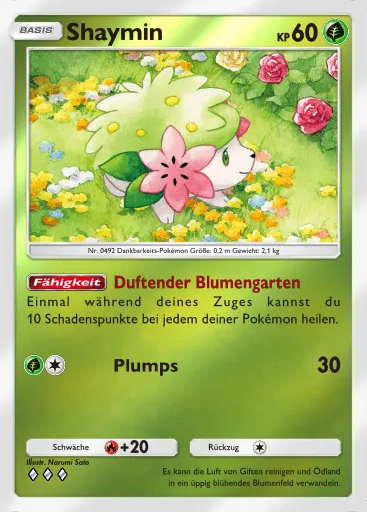 BASIS Shaymin KP 60
Nr. 0492 Dankbarkeits-Pokémon Größe: 0,2 m Gewicht: 2,1 kg
Fähigkeit Duftender Blumengarten
Einmal während deines Zuges kannst du
10 Schadenspunkte bei jedem deiner Pokémon heilen.
Plumps 30
Schwäche +20 Rückzug
Illustr. Narumi Sato
Es kann die Luft von Giften reinigen und Ödland
in ein üppig blühendes Blumenfeld verwandeln.